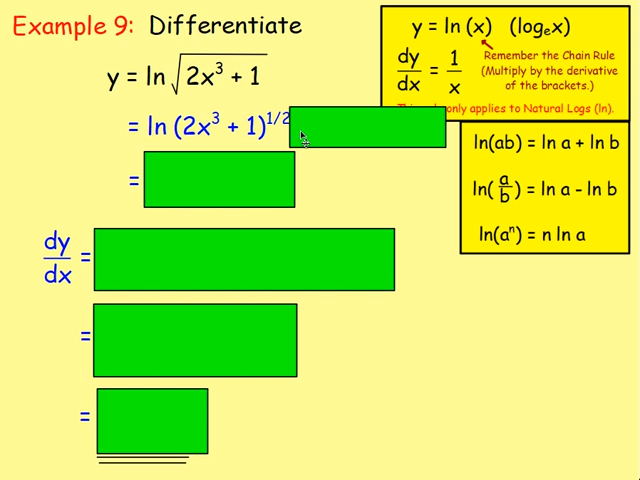 Example 9: Differentiate
y = ln √(2x³ + 1)
= ln (2x³ + 1)^1/2
=
dy/dx =
=
=
y = ln (x) (logₑx)
dy/dx = 1/x
Remember the Chain Rule
(Multiply by the derivative
of the brackets.)
only applies to Natural Logs (ln).
ln(ab) = ln a + ln b
ln(a/b) = ln a - ln b
ln(aⁿ) = n ln a